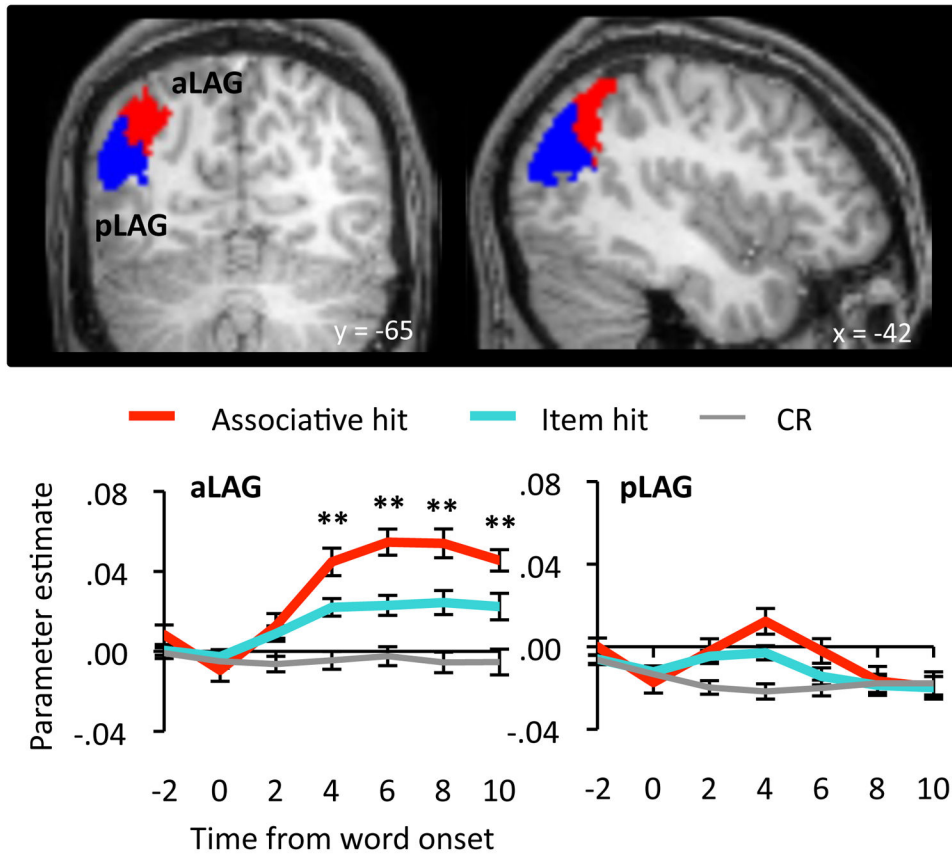 aLAG
pLAG
y = -65
x = -42
Associative hit
Item hit
CR
aLAG
pLAG
.08
.04
.00
-.04
Parameter estimate
** ** ** **
.08
.04
.00
-.04
-2 0 2 4 6 8 10
-2 0 2 4 6 8 10
Time from word onset